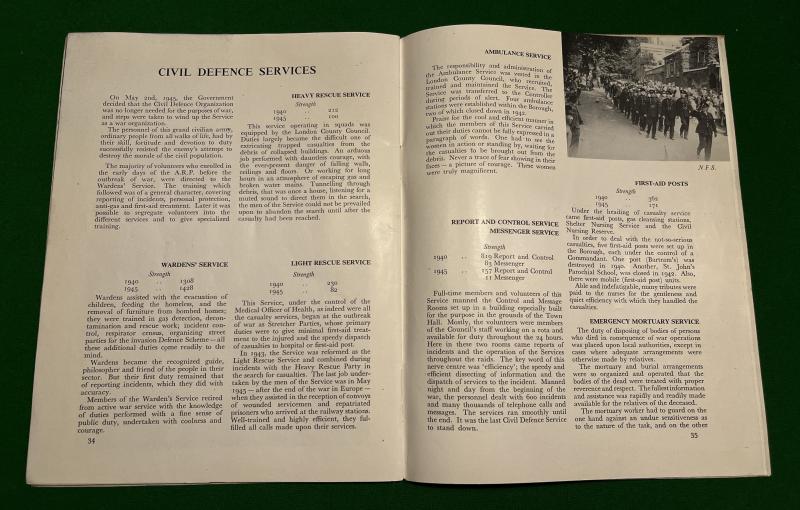 CIVIL DEFENCE SERVICES
On May 2nd, 1945, the Government
decided that the Civil Defence Organization
was no longer needed for the purposes of war,
and steps were taken to wind up the Service
as a war organization.
The personnel of this grand civilian army,
ordinary people from all walks of life, had by
their skill, fortitude and devotion to duty
successfully resisted the enemy's attempt to
destroy the morale of the civil population.
The majority of volunteers who enrolled in
the early days of the A.R.P. before the
outbreak of war, were directed to the
Wardens' Service. The training which
followed was of a general character, covering
reporting of incidents, personal protection,
anti-gas and first-aid treatment. Later it was
possible to segregate volunteers into the
different services and to give specialized
training.
WARDENS' SERVICE
Strength
1940 .. 1308
1945 .. 1428
Wardens assisted with the evacuation of
children, feeding the homeless, and the
removal of furniture from bombed homes;
they were trained in gas detection, decon-
tamination and rescue work; incident con-
trol, respirator census, organizing street
parties for the invasion Defence Scheme—all
these additional duties come readily to the
mind.
Wardens became the recognized guide,
philosopher and friend of the people in their
sector. But their first duty remained that
of reporting incidents, which they did with
accuracy.
Members of the Warden's Service retired
from active war service with the knowledge
of duties performed with a fine sense of
public duty, undertaken with coolness and
courage.
34
HEAVY RESCUE SERVICE
Strength
1940 .. 212
1945 .. 100
This service operating in squads was
equipped by the London County Council.
Duties largely became the difficult one of
extricating trapped casualties from the
debris of collapsed buildings. An arduous
job performed with dauntless courage, with
the ever-present danger of falling walls,
ceilings and floors. Or working for long
hours in an atmosphere of escaping gas and
broken water mains. Tunnelling through
debris, that was once a house, listening for a
muted sound to direct them in the search,
the men of the Service could not be prevailed
upon to abandon the search until after the
casualty had been reached.
LIGHT RESCUE SERVICE
Strength
1940 .. 230
1945 .. 82
This Service, under the control of the
Medical Officer of Health, as indeed were all
the casualty services, began at the outbreak
of war as Stretcher Parties, whose primary
duties were to give minimal first-aid treat-
ment to the injured and the speedy dispatch
of casualties to hospital or first-aid post.
In 1943, the Service was reformed as the
Light Rescue Service and combined during
incidents with the Heavy Rescue Party in
the search for casualties. The last job under-
taken by the men of the Service was in May
1945—after the end of the war in Europe—
when they assisted in the reception of convoys
of wounded servicemen and repatriated
prisoners who arrived at the railway stations.
Well-trained and highly efficient, they ful-
filled all calls made upon their services.
AMBULANCE SERVICE
The responsibility and administration of
the Ambulance Service was vested in the
London County Council, who recruited,
trained and maintained the Service. The
Service was transferred to the Controller
during periods of alert. Four ambulance
stations were established within the Borough,
two of which closed down in 1942.
Praise for the cool and efficient manner in
which the members of this Service carried
out their duties cannot be fully expressed in a
paragraph of words. One had to see the
women in action or standing by, waiting for
the casualties to be brought out from the
debris. Never a trace of fear showing in their
faces—a picture of courage. These women
were truly magnificent.
REPORT AND CONTROL SERVICE
MESSENGER SERVICE
Strength
1940 .. 819 Report and Control
83 Messenger
1945 .. 157 Report and Control
11 Messenger
Full-time members and volunteers of this
Service manned the Control and Message
Rooms set up in a building especially built
for the purpose in the grounds of the Town
Hall. Mostly, the volunteers were members
of the Council's staff working on a rota and
available for duty throughout the 24 hours.
Here in these two rooms came reports of
incidents and the operation of the Services
throughout the raids. The key word of this
nerve centre was "efficiency"; the speedy and
efficient dissecting of information and the
dispatch of services to the incident. Manned
night and day from the beginning of the
war, the personnel dealt with 600 incidents
and many thousands of telephone calls and
messages. The services ran smoothly until
the end. It was the last Civil Defence Service
to stand down.
N.F.S.
FIRST-AID POSTS
Strength
1940 .. 362
1945 .. 171
Under the heading of casualty service
came first-aid posts, gas cleansing stations,
Shelter Nursing Service and the Civil
Nursing Reserve.
In order to deal with the not-so-serious
casualties, five first-aid posts were set up in
the Borough, each under the control of a
Commandant. One post (Bartram's) was
destroyed in 1940. Another, St. John's
Parochial School, was closed in 1942. Also,
there were mobile (first-aid post) units.
Able and indefatigable, many tributes were
paid to the nurses for the gentleness and
quiet efficiency with which they handled the
casualties.
EMERGENCY MORTUARY SERVICE
The duty of disposing of bodies of persons
who died in consequence of war operations
was placed upon local authorities, except in
cases where adequate arrangements were
otherwise made by relatives.
The mortuary and burial arrangements
were so organized and operated that the
bodies of the dead were treated with proper
reverence and respect. The fullest information
and assistance was rapidly and readily made
available for the relatives of the deceased.
The mortuary worker had to guard on the
one hand against an undue sensitiveness as
to the nature of the task, and on the other
35